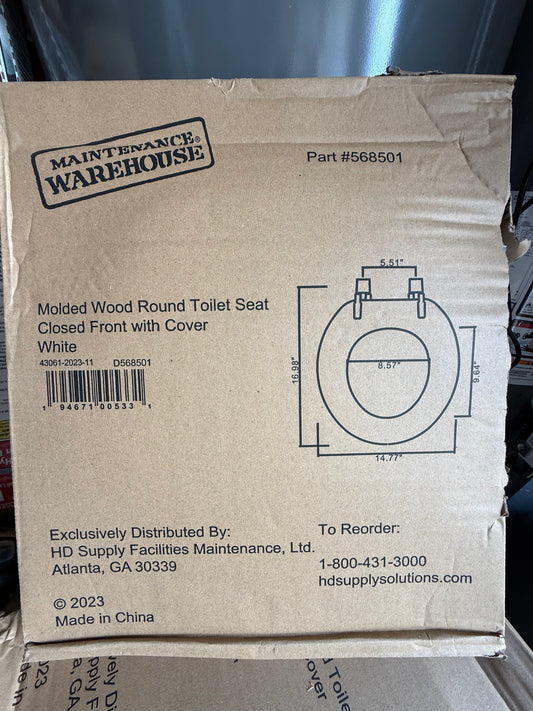 MAINTENANCE®
WAREHOUSE
Part #568501
5.51"
Molded Wood Round Toilet Seat
Closed Front with Cover
White
43061-2023-11 D568501
1 94671 00533 1
16.98"
8.57"
9.64"
14.77"
Exclusively Distributed By:
HD Supply Facilities Maintenance, Ltd.
Atlanta, GA 30339
To Reorder:
1-800-431-3000
hdsupplysolutions.com
© 2023
Made in China